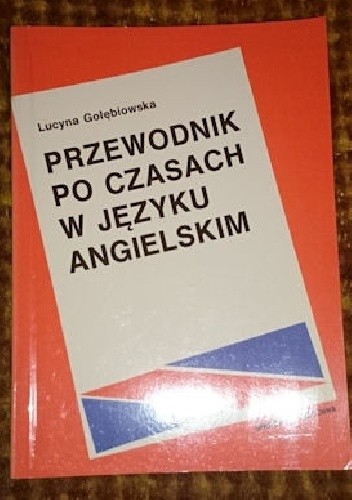 Lucyna Gołębiowska
PRZEWODNIK
PO CZASACH
W JĘZYKU
ANGIELSKIM